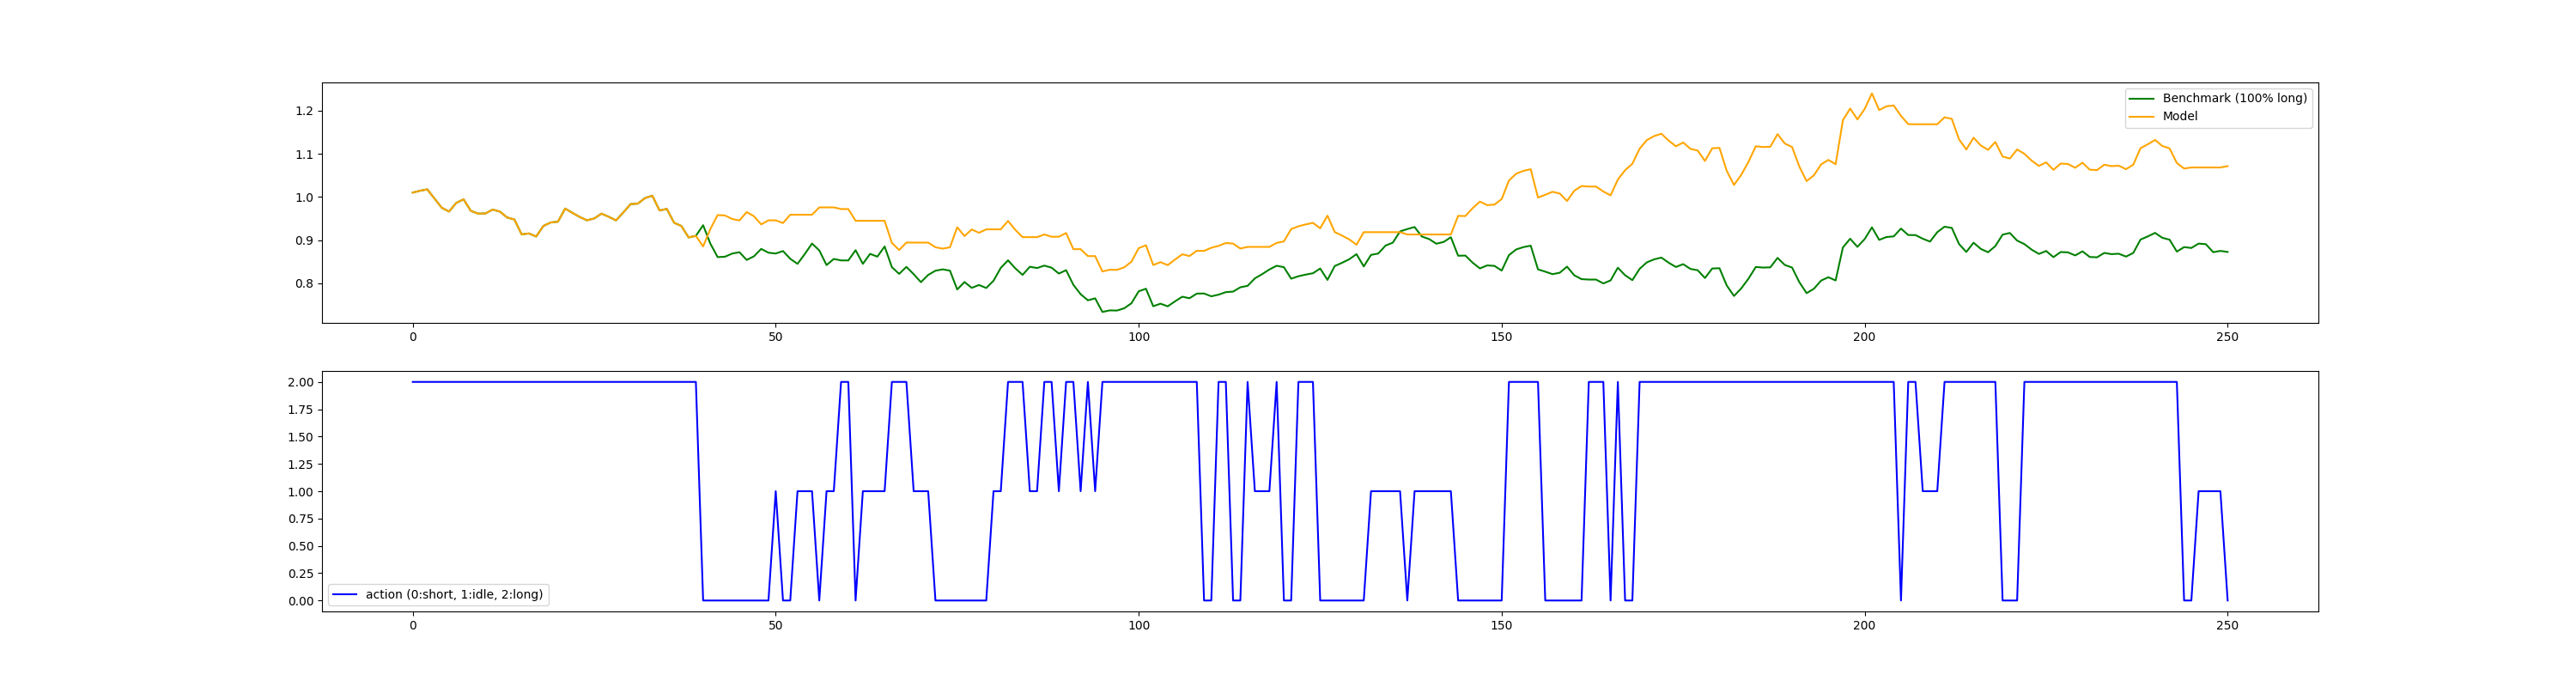 1.2
1.1
1.0
0.9
0.8
Benchmark (100% long)
Model
0 50 100 150 200 250
2.00
1.75
1.50
1.25
1.00
0.75
0.50
0.25
0.00
action (0:short, 1:idle, 2:long)
0 50 100 150 200 250